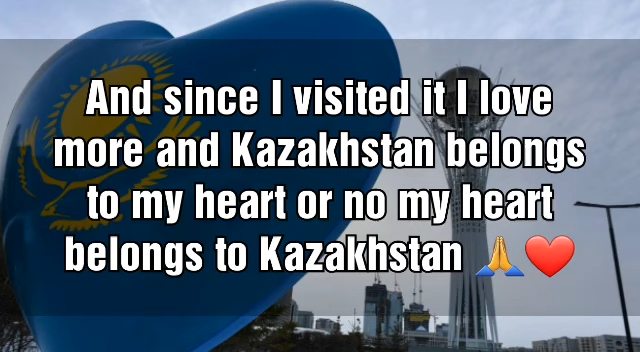 And since I visited it I love
more and Kazakhstan belongs
to my heart or no my heart
belongs to Kazakhstan 🙏❤️